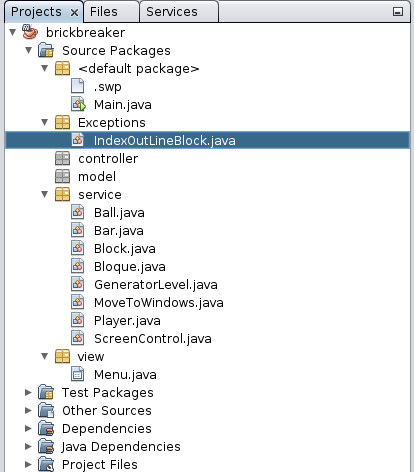 Projects x Files Services
brickbreaker
Source Packages
<default package>
.swp
Main.java
Exceptions
IndexOutLineBlock.java
controller
model
service
Ball.java
Bar.java
Block.java
Bloque.java
GeneratorLevel.java
MoveToWindows.java
Player.java
ScreenControl.java
view
Menu.java
Test Packages
Other Sources
Dependencies
Java Dependencies
Project Files